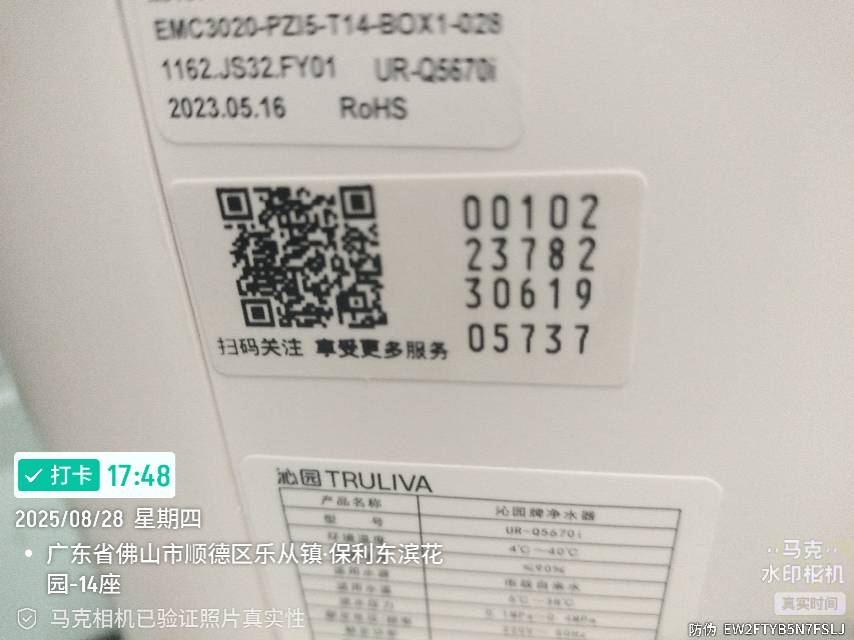 EMC3020-PZI5-T14-BOX1-028
1162.JS32.FY01 UR-Q5670i
2023.05.16 RoHS
00102
23782
30619
05737
扫码关注 享受更多服务
沁园 TRULIVA
产品名称 沁园牌净水器
型 号 UR-Q5670i
环境温度 4℃-40℃
≤90%
市政自来水
5℃-38℃
打卡 17:48
2025/08/28 星期四
广东省佛山市顺德区乐从镇·保利东滨花
园-14座
马克相机已验证照片真实性
马克
水印相机
真实时间
防伪 EW2FTYB5N7FSLJ